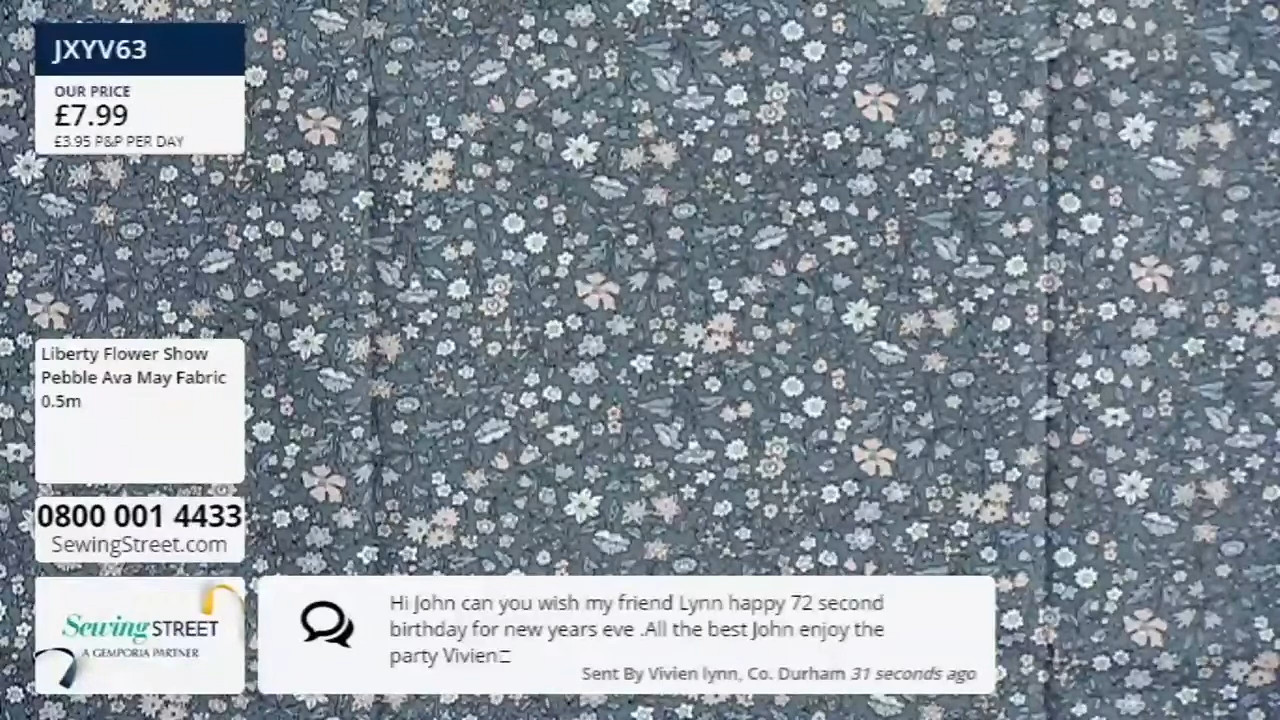 JXYV63
OUR PRICE
£7.99
£3.95 P&P PER DAY
Liberty Flower Show
Pebble Ava May Fabric
0.5m
0800 001 4433
SewingStreet.com
Sewing STREET
A GEMPORIA PARTNER
Hi John can you wish my friend Lynn happy 72 second
birthday for new years eve .All the best John enjoy the
party Vivien
Sent By Vivien lynn, Co. Durham 31 seconds ago